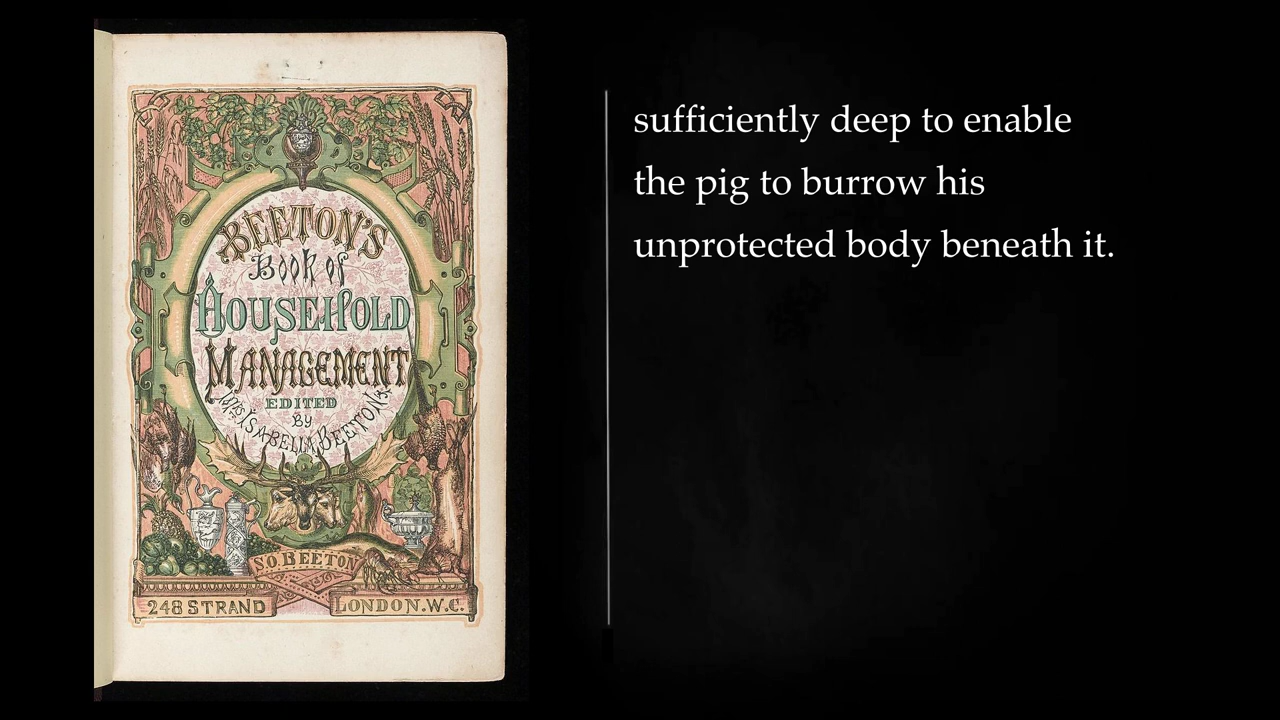 BEETON'S
Book of
HOUSEHOLD
MANAGEMENT
EDITED
By
MRS ISABELLA BEETON
S.O. BEETON
248 STRAND
LONDON. W.C.
sufficiently deep to enable
the pig to burrow his
unprotected body beneath it.